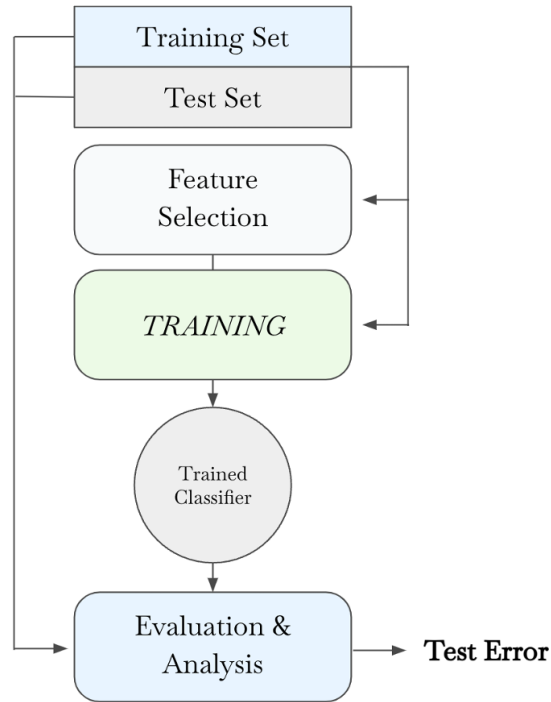 Training Set
Test Set
Feature
Selection
TRAINING
Trained
Classifier
Evaluation &
Analysis
Test Error